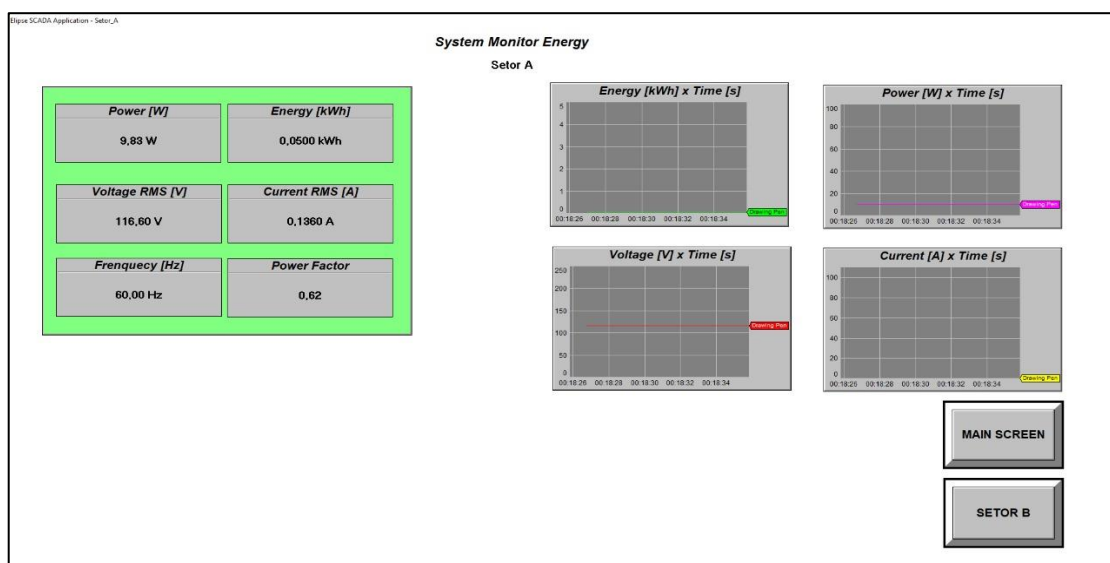 Elipse SCADA Application - Setor_A
System Monitor Energy
Setor A
Power [W]
9,83 W
Energy [kWh]
0,0500 kWh
Voltage RMS [V]
116,60 V
Current RMS [A]
0,1360 A
Frenquecy [Hz]
60,00 Hz
Power Factor
0,62
Energy [kWh] x Time [s]
5
4
3
2
1
0
00:18:26 00:18:28 00:18:30 00:18:32 00:18:34
Drawing Pen
Power [W] x Time [s]
100
80
60
40
20
0
00:18:26 00:18:28 00:18:30 00:18:32 00:18:34
Drawing Pen
Voltage [V] x Time [s]
250
200
150
100
50
0
00:18:26 00:18:28 00:18:30 00:18:32 00:18:34
Drawing Pen
Current [A] x Time [s]
100
80
60
40
20
0
00:18:26 00:18:28 00:18:30 00:18:32 00:18:34
Drawing Pen
MAIN SCREEN
SETOR B